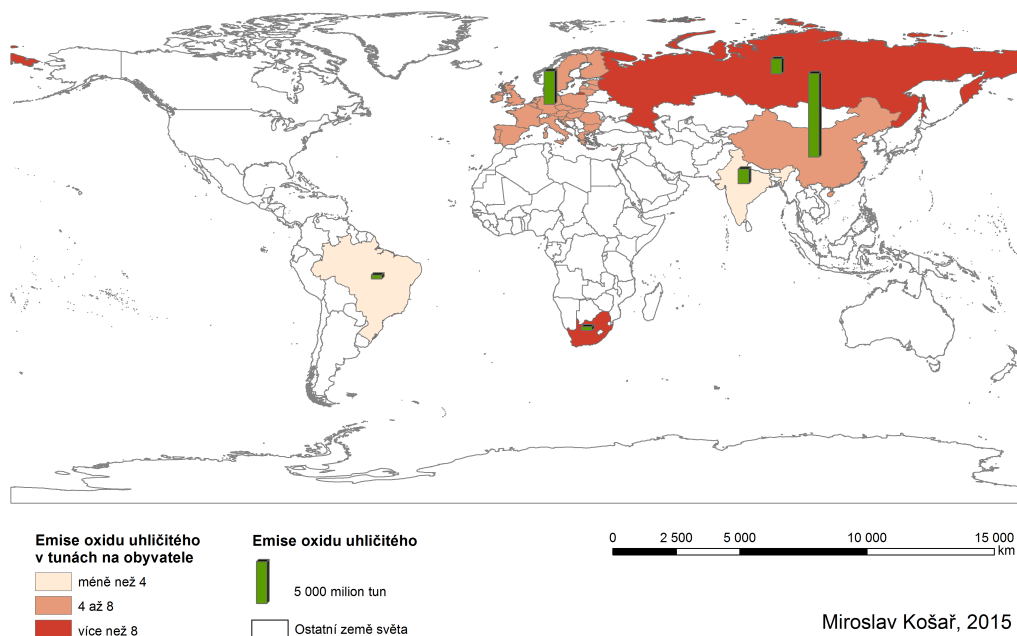 Emise oxidu uhličitého
v tunách na obyvatele
méně než 4
4 až 8
více než 8
Emise oxidu uhličitého
5 000 milion tun
Ostatní země světa
0 2 500 5 000 10 000 15 000
km
Miroslav Košař, 2015